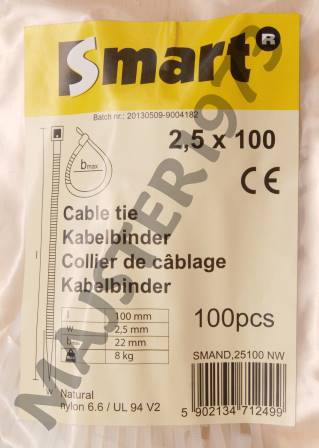 Smart R
Batch nr.: 20130509-9004182
2,5 x 100
bmax
CE
Cable tie
Kabelbinder
Collier de câblage
Kabelbinder
l 100 mm
w 2,5 mm
b 22 mm
8 kg
100pcs
SMAND,25100 NW
Natural
nylon 6.6 / UL 94 V2
5 902134 712499
MAJSTER1973